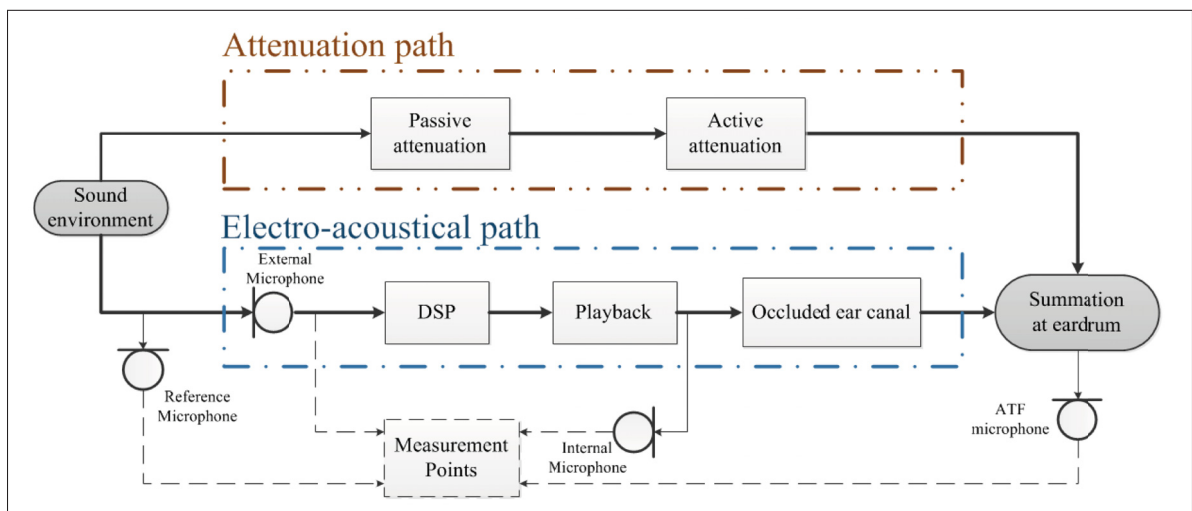 Attenuation path
Passive
attenuation
Active
attenuation
Sound
environment
Electro-acoustical path
External
Microphone
DSP
Playback
Occluded ear canal
Summation
at eardrum
Reference
Microphone
Measurement
Points
Internal
Microphone
ATF
microphone